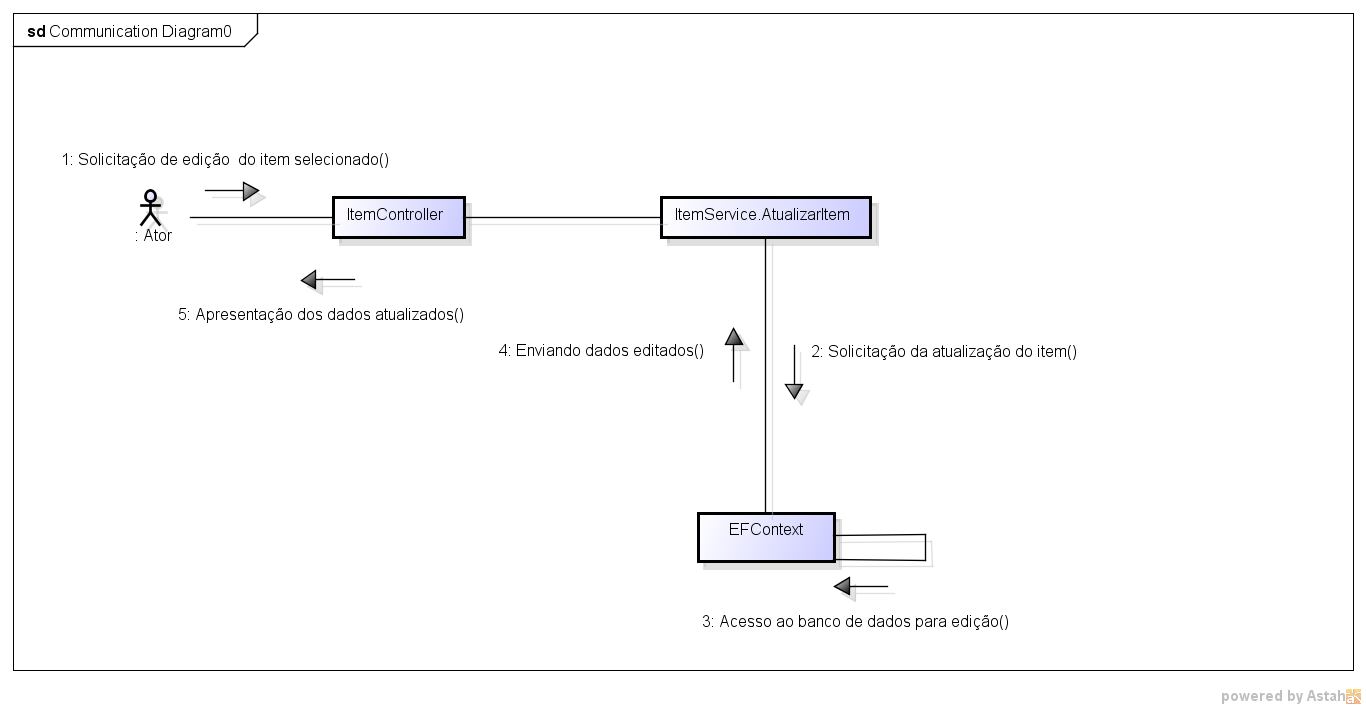 sd Communication Diagram0
1: Solicitação de edição  do item selecionado()
: Ator
ItemController
ItemService.AtualizarItem
5: Apresentação dos dados atualizados()
4: Enviando dados editados()
2: Solicitação da atualização do item()
EFContext
3: Acesso ao banco de dados para edição()
powered by Astah